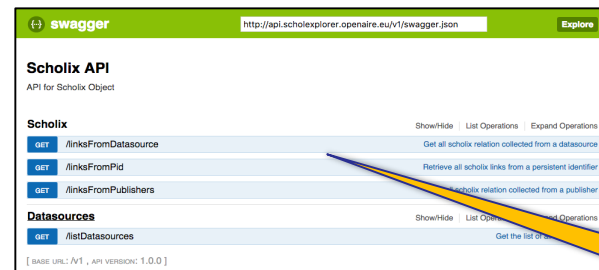 swagger http://api.scholexplorer.openaire.eu/v1/swagger.json Explore
Scholix API
API for Scholix Object
Scholix Show/Hide List Operations Expand Operations
GET /linksFromDatasource Get all scholix relation collected from a datasource
GET /linksFromPid Retrieve all scholix links from a persistent identifier
GET /linksFromPublishers all scholix relation collected from a publisher
Datasources Show/Hide List Operations
GET /listDatasources Get the list of
[ BASE URL: /v1 , API VERSION: 1.0.0 ]